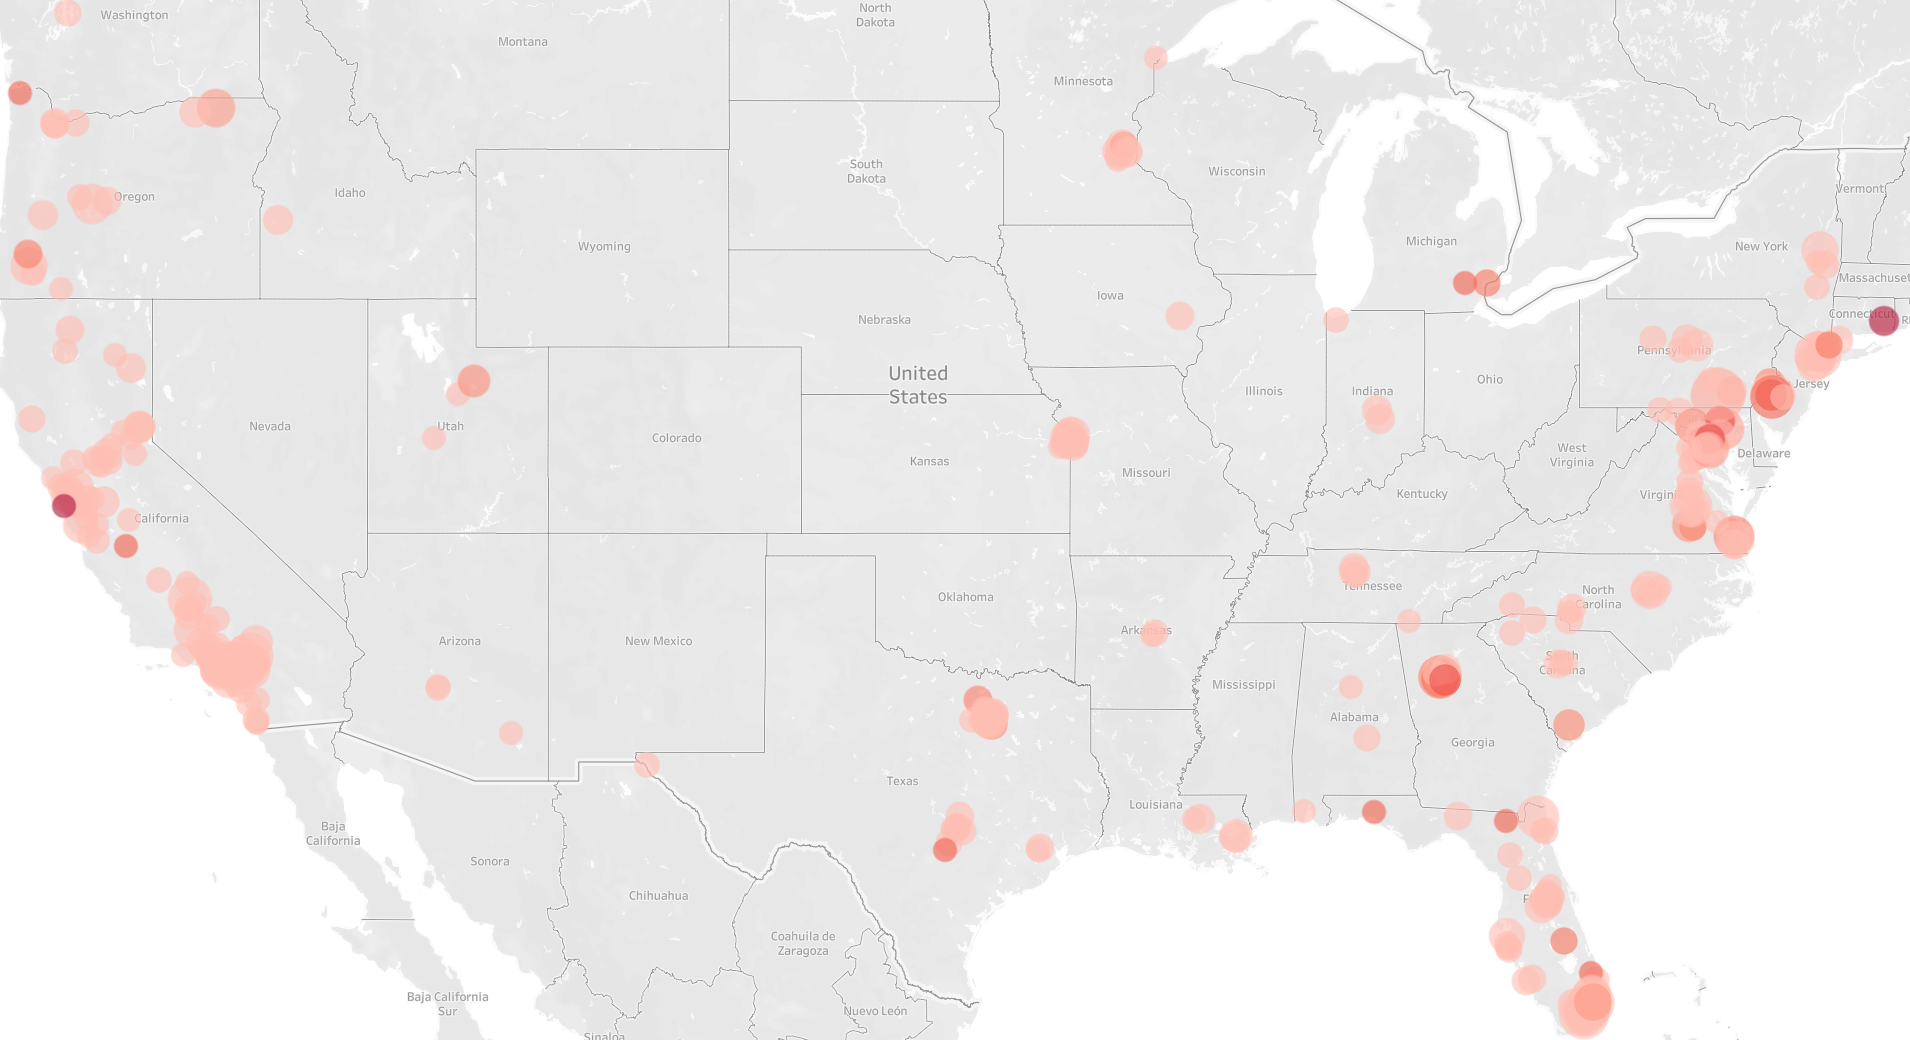 Washington
Montana
North
Dakota
Minnesota
South
Dakota
Wisconsin
Oregon
Idaho
Wyoming
Michigan
New York
Vermont
Massachuset
Connecticut
R
Iowa
Nebraska
United
States
Illinois
Indiana
Ohio
Pennsylvania
Jersey
Nevada
Utah
Colorado
Kansas
Missouri
West
Virginia
Delaware
Kentucky
Virgini
California
Oklahoma
Tennessee
North
Carolina
Arizona
New Mexico
Arkansas
South
Carolina
Mississippi
Alabama
Georgia
Texas
Louisiana
F
Baja
California
Sonora
Chihuahua
Coahuila de
Zaragoza
Baja California
Sur
Nuevo León
Sinaloa